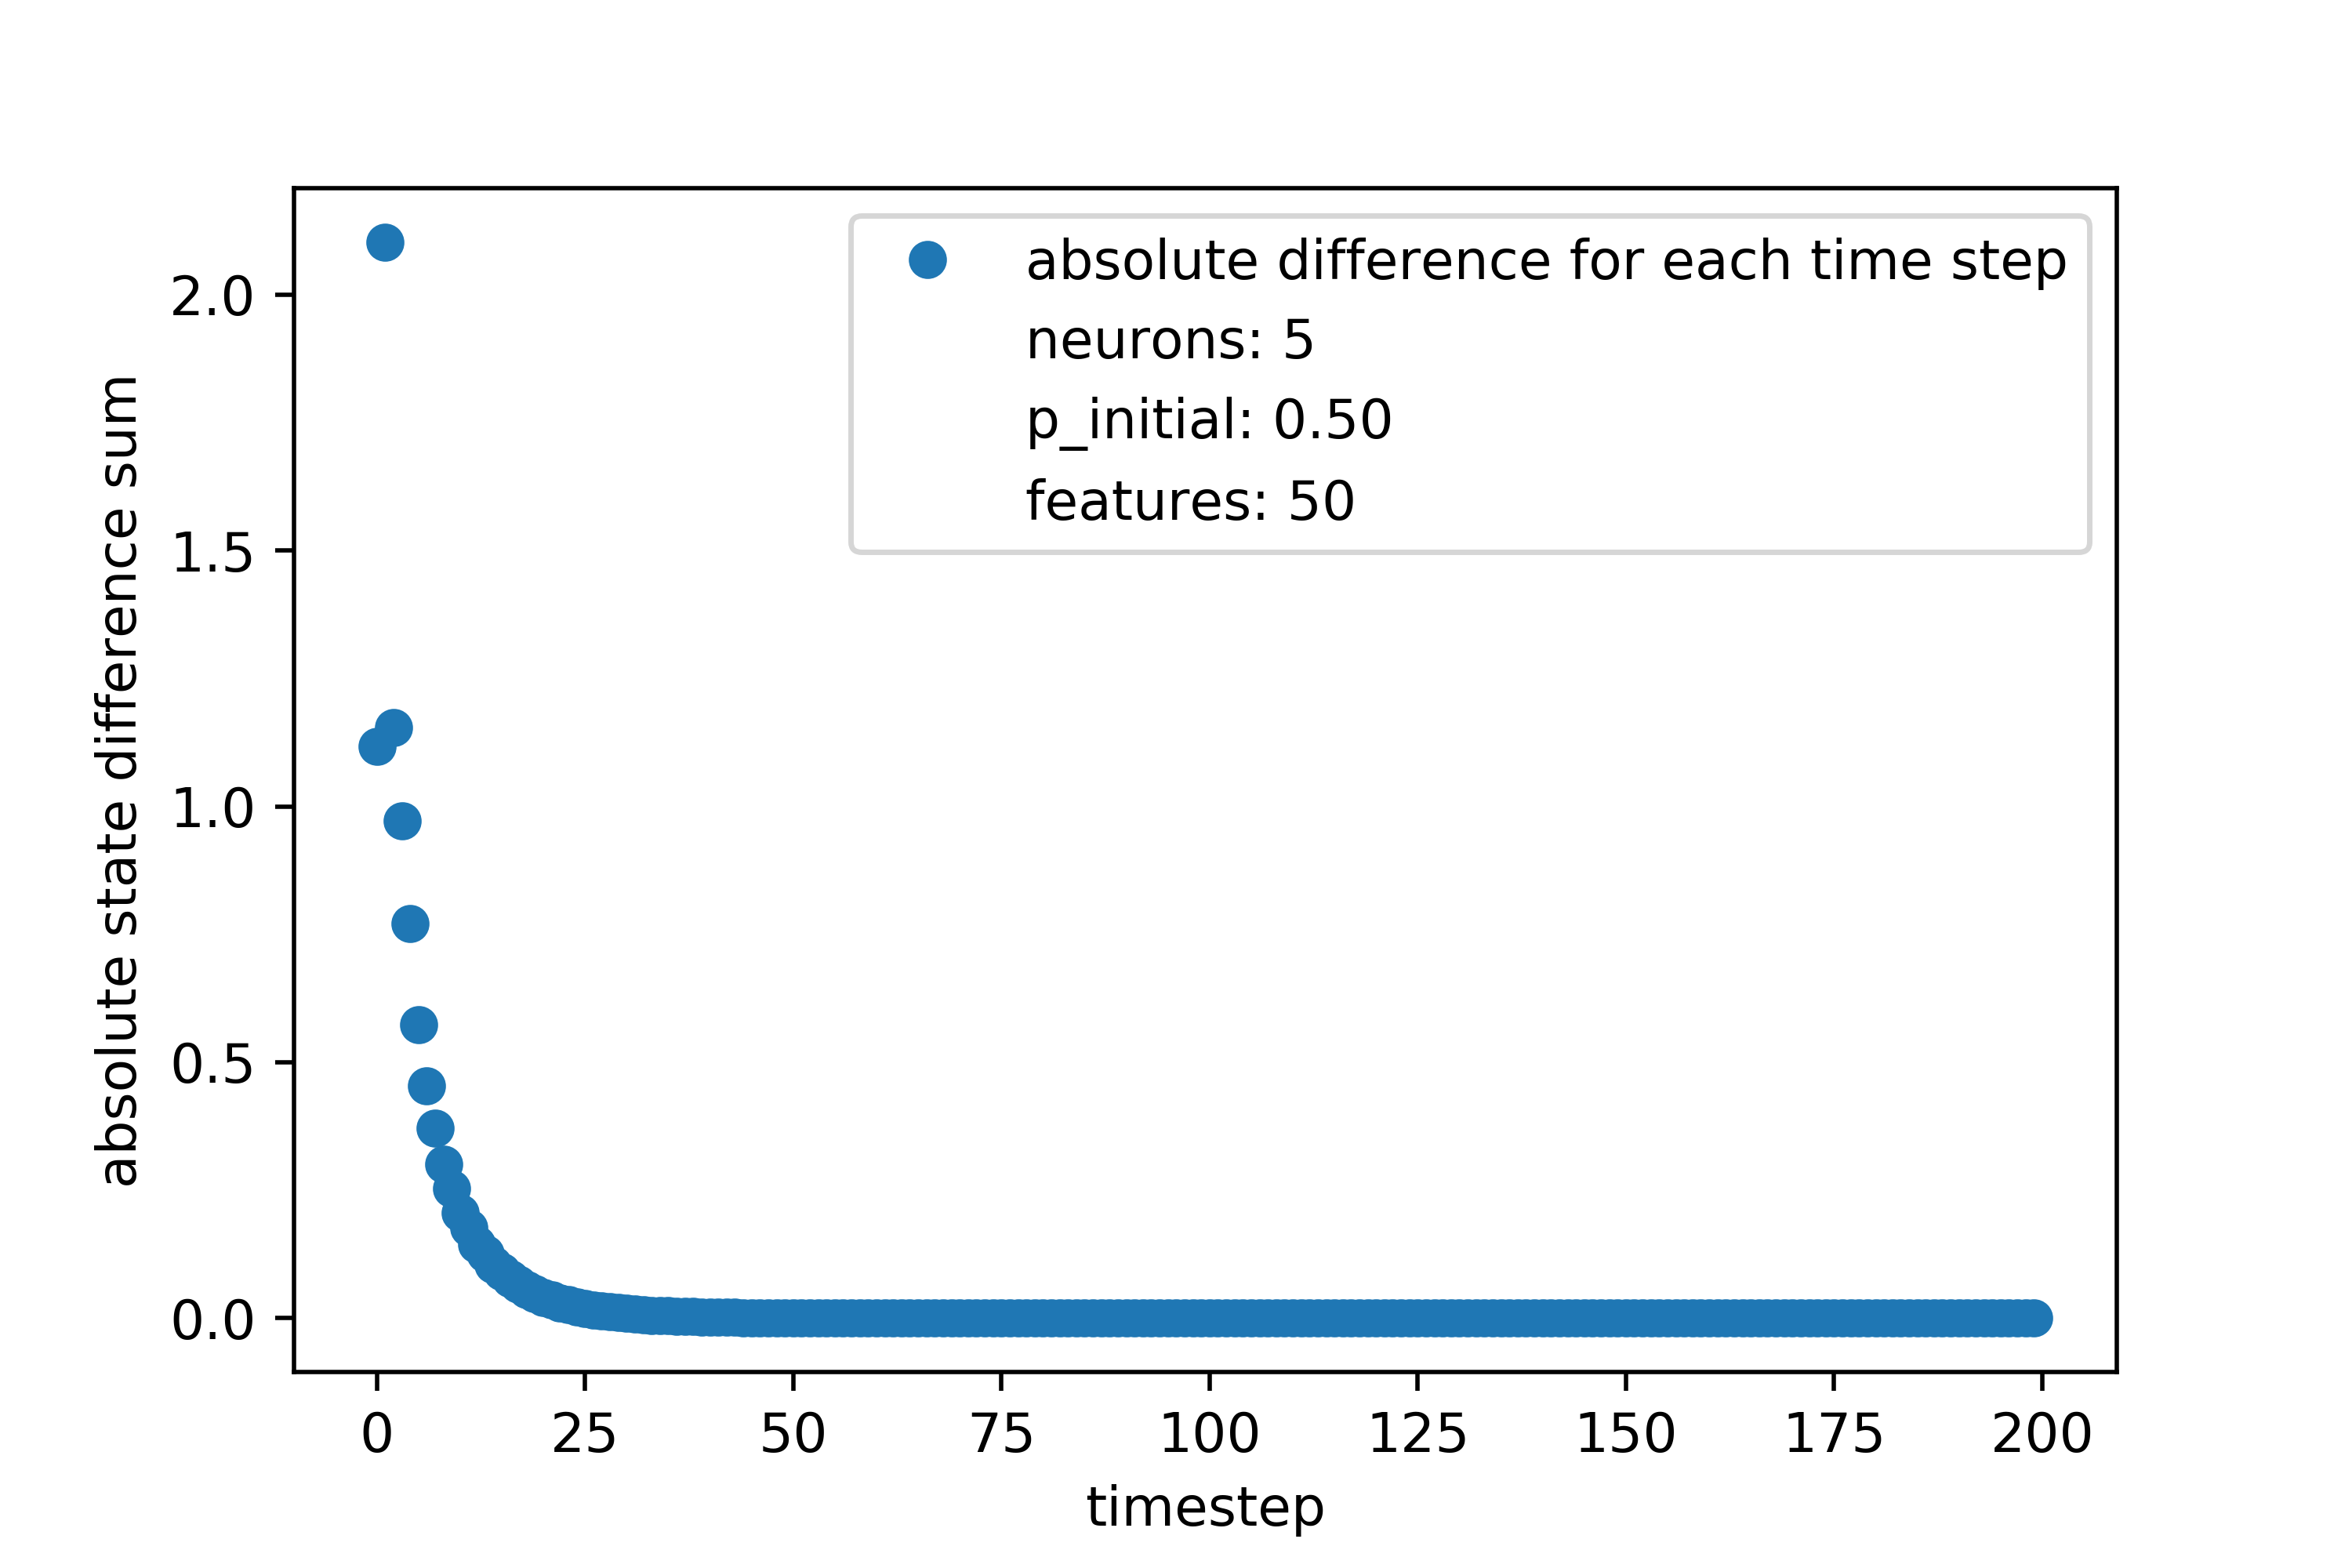 absolute difference for each time step
neurons: 5
p_initial: 0.50
features: 50
absolute state difference sum
2.0
1.5
1.0
0.5
0.0
0 25 50 75 100 125 150 175 200
timestep